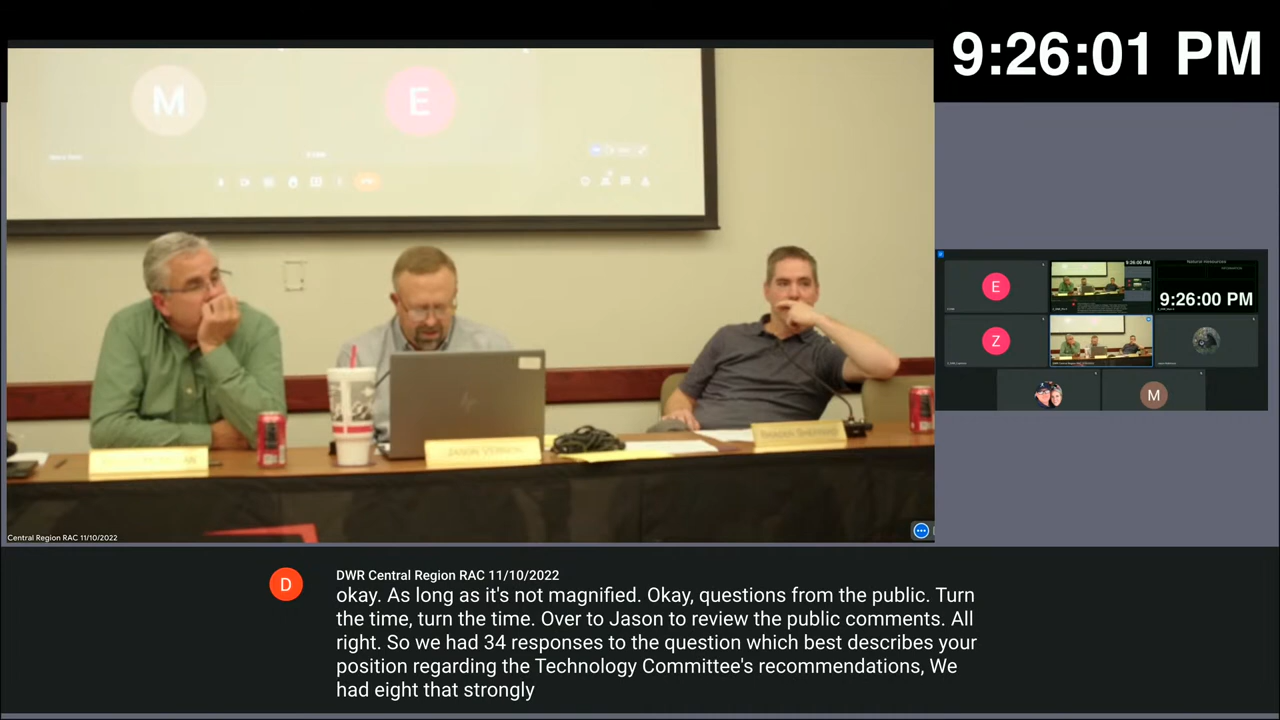 9:26:01 PM
M
E
E
9:26:00 PM
Z
M
JASON VERNON
Central Region RAC 11/10/2022
D
DWR Central Region RAC 11/10/2022
okay. As long as it's not magnified. Okay, questions from the public. Turn
the time, turn the time. Over to Jason to review the public comments. All
right. So we had 34 responses to the question which best describes your
position regarding the Technology Committee's recommendations, We
had eight that strongly